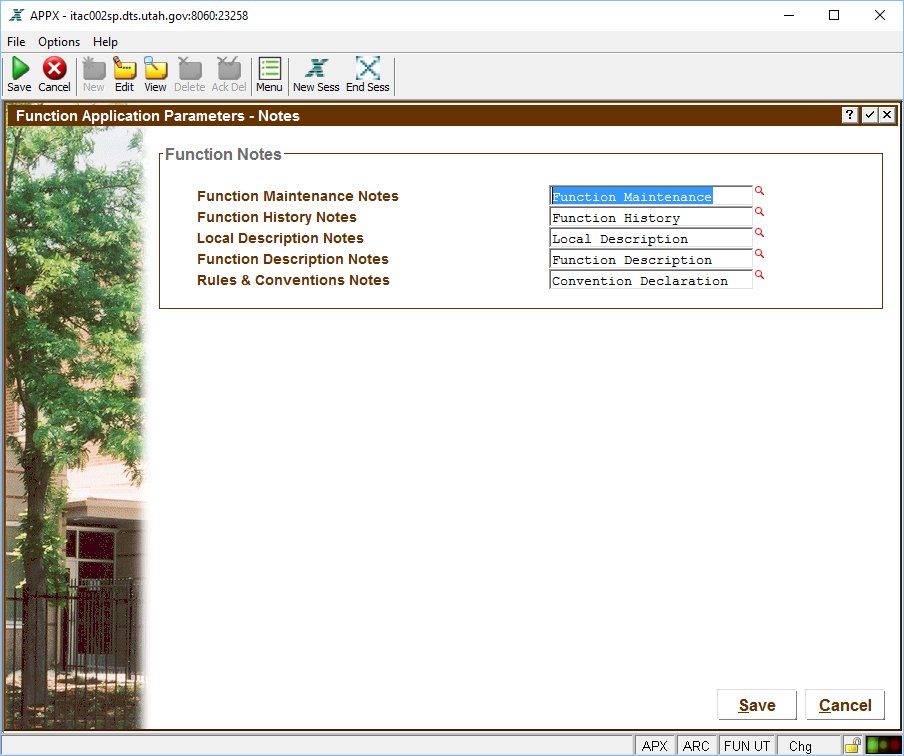 APPX - itac002sp.dts.utah.gov:8060:23258
File Options Help
Save Cancel New Edit View Delete Ack Del Menu New Sess End Sess
Function Application Parameters - Notes ?
Function Notes
Function Maintenance Notes Function Maintenance
Function History Notes Function History
Local Description Notes Local Description
Function Description Notes Function Description
Rules & Conventions Notes Convention Declaration
Save Cancel
APX ARC FUN UT Chg